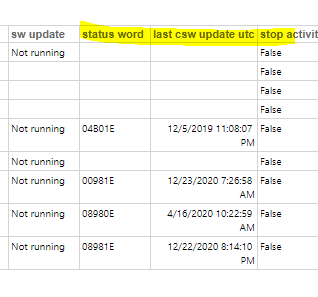 sw update status word last csw update utc stop activit
Not running False
False
False
False
Not running 04B01E 12/5/2019 11:08:07 False
PM
Not running False
Not running 00981E 12/23/2020 7:26:58 False
AM
Not running 08980E 4/16/2020 10:22:59 False
AM
Not running 08981E 12/22/2020 8:14:10 False
PM